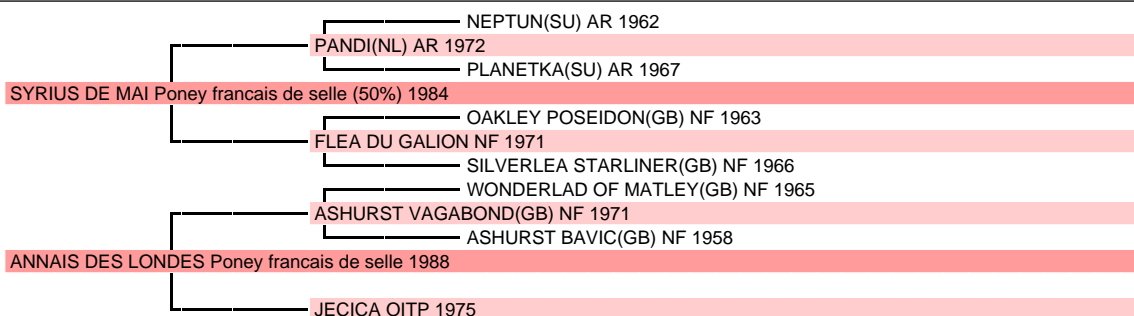 NEPTUN(SU) AR 1962
PANDI(NL) AR 1972
PLANETKA(SU) AR 1967
SYRIUS DE MAI Poney francais de selle (50%) 1984
OAKLEY POSEIDON(GB) NF 1963
FLEA DU GALION NF 1971
SILVERLEA STARLINER(GB) NF 1966
WONDERLAD OF MATLEY(GB) NF 1965
ASHURST VAGABOND(GB) NF 1971
ASHURST BAVIC(GB) NF 1958
ANNAIS DES LONDES Poney francais de selle 1988
JECICA OITP 1975